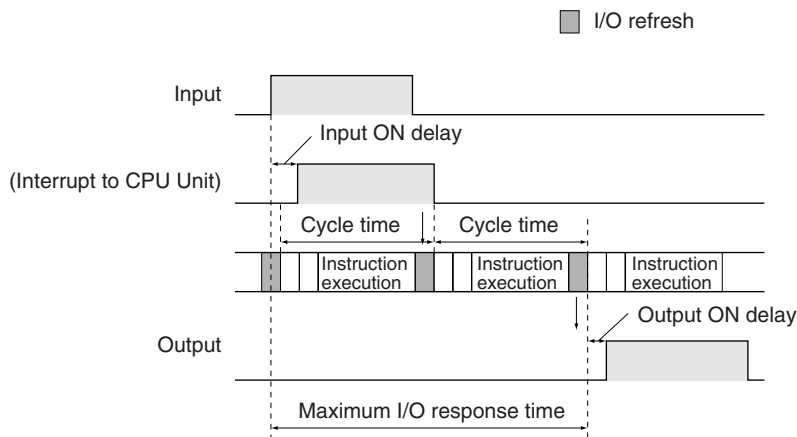 I/O refresh
Input
Input ON delay
(Interrupt to CPU Unit)
Cycle time
Cycle time
Instruction
execution
Instruction
execution
Instruction
execution
Output ON delay
Output
Maximum I/O response time